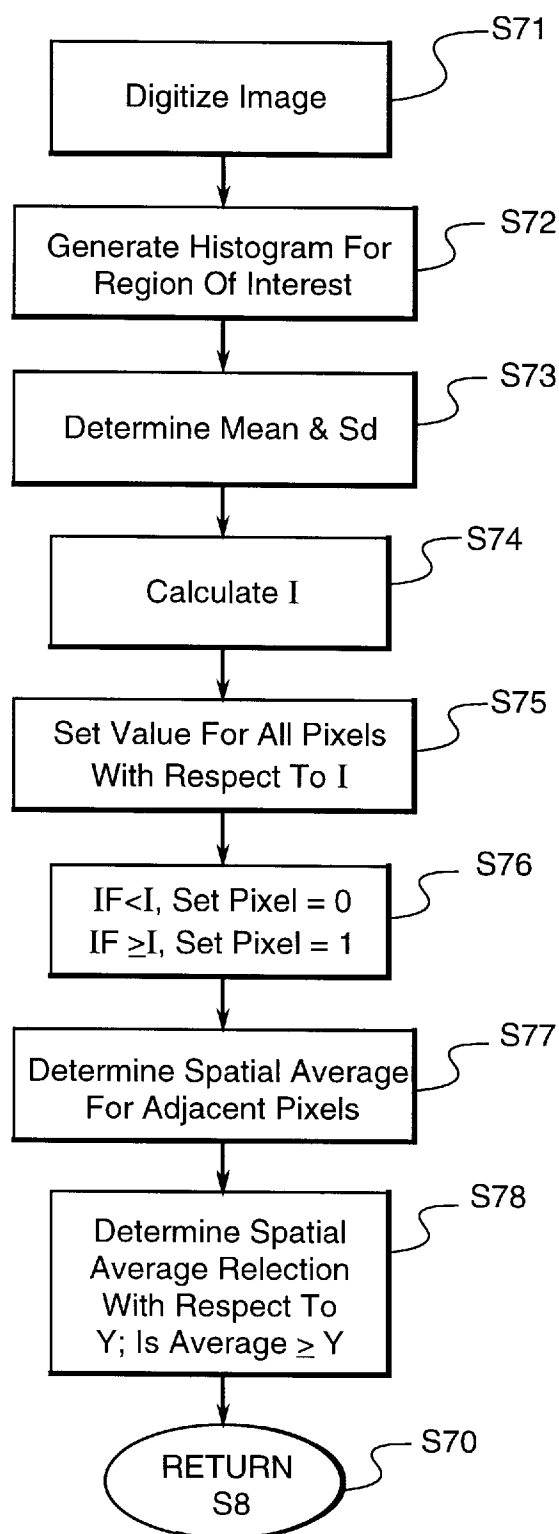 S71
Digitize Image
S72
Generate Histogram For
Region Of Interest
S73
Determine Mean & Sd
S74
Calculate I
S75
Set Value For All Pixels
With Respect To I
S76
IF<I, Set Pixel = 0
IF ≥I, Set Pixel = 1
S77
Determine Spatial Average
For Adjacent Pixels
S78
Determine Spatial
Average Relection
With Respect To
Y; Is Average ≥ Y
S70
RETURN
S8